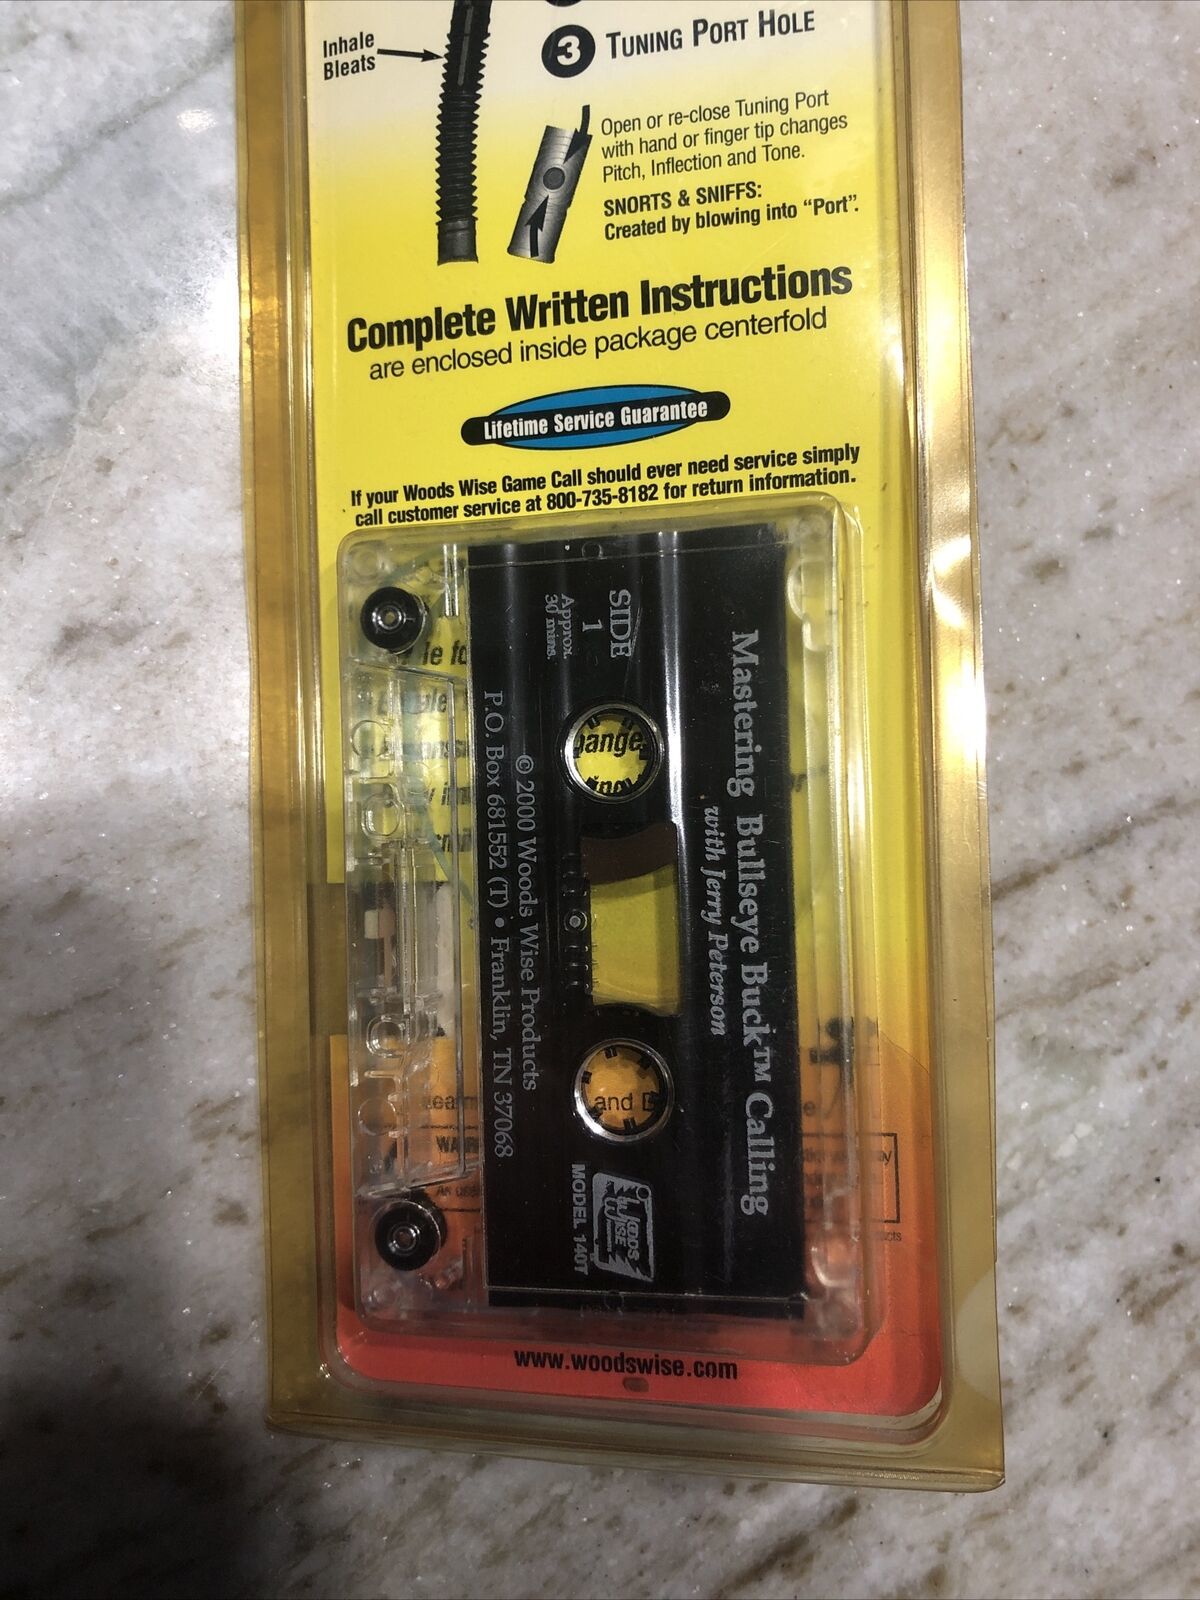 Inhale
Bleats
3 TUNING PORT HOLE
Open or re-close Tuning Port
with hand or finger tip changes
Pitch, Inflection and Tone.
SNORTS & SNIFFS:
Created by blowing into "Port".
Complete Written Instructions
are enclosed inside package centerfold
Lifetime Service Guarantee
If your Woods Wise Game Call should ever need service simply
call customer service at 800-735-8182 for return information.
Mastering Bullseye Buck™ Calling
with Jerry Peterson
SIDE
1
Approx.
30 mins.
WOODS
WISE
MODEL 140T
© 2000 Woods Wise Products
P.O. Box 681552 (T) • Franklin, TN 37068
and
www.woodswise.com